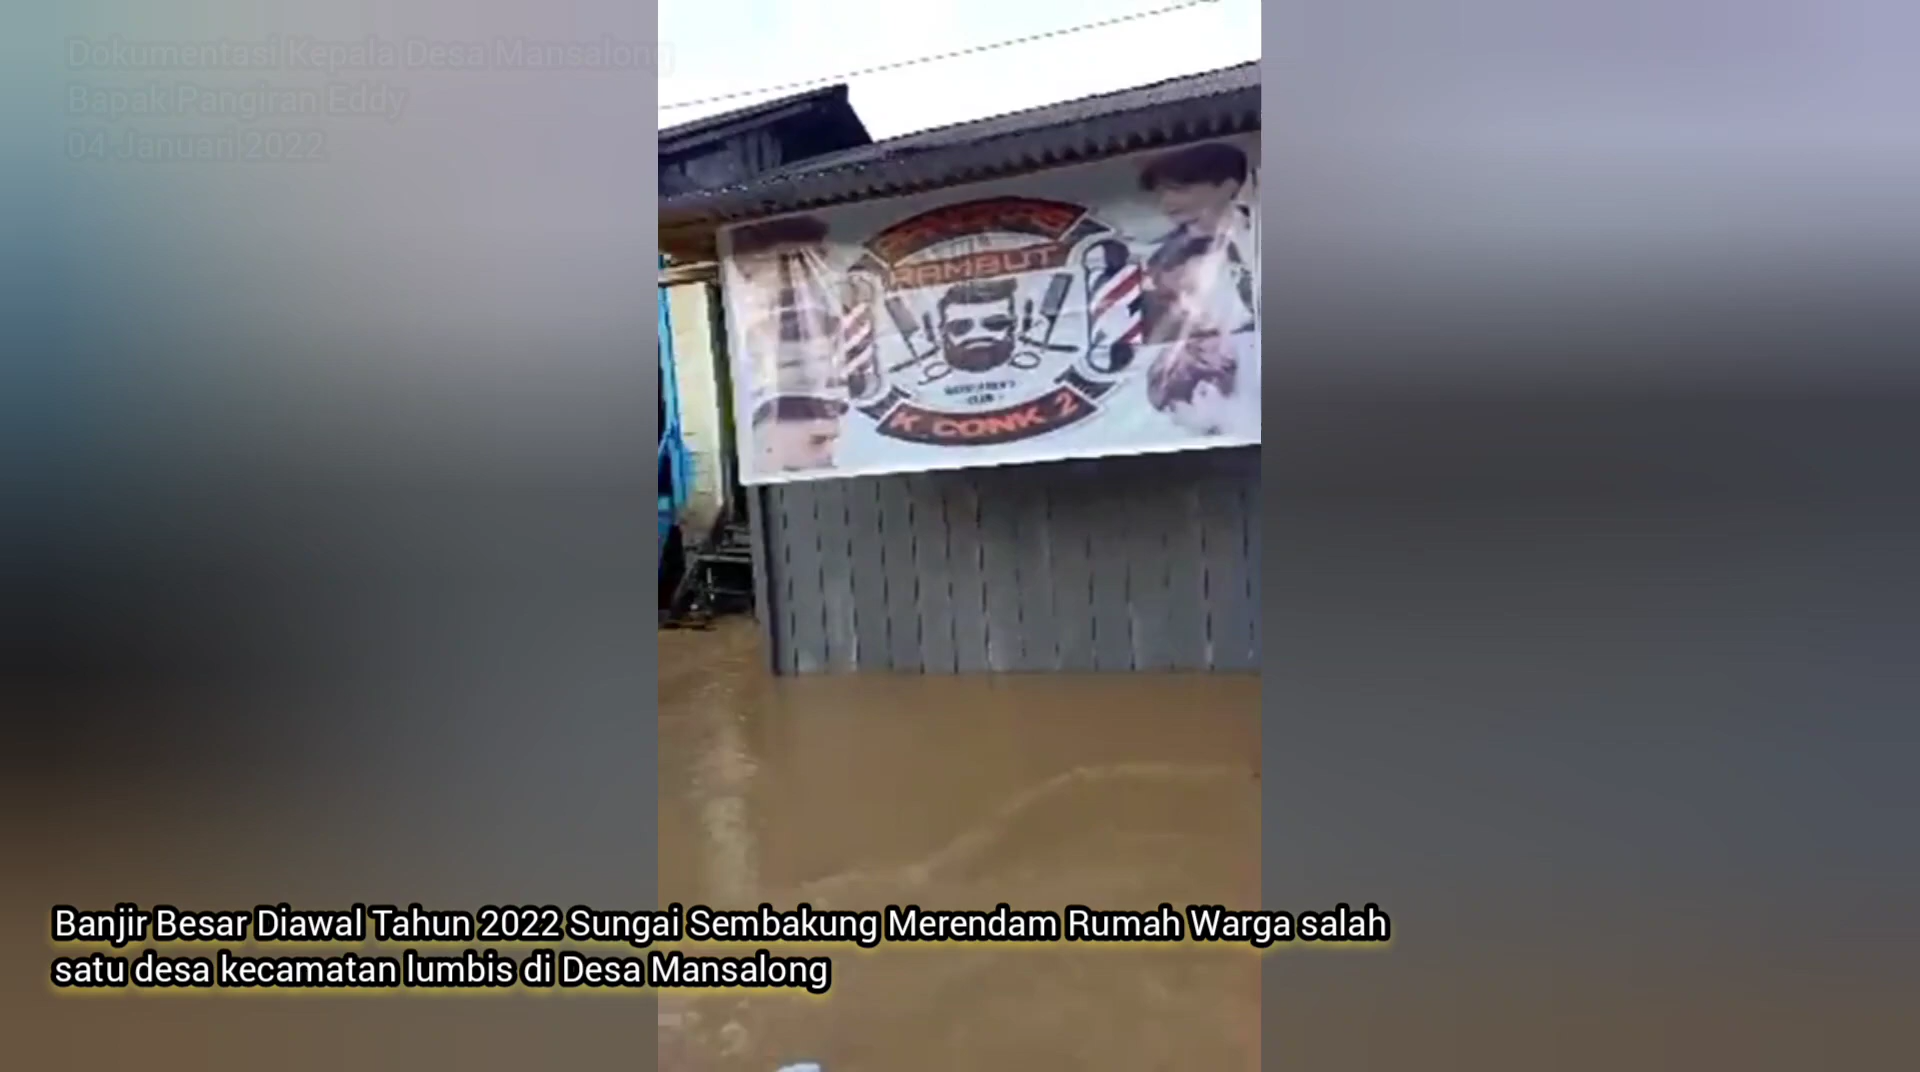 Dokumentasi Kepala Desa Mansalong
Bapak Pangiran Eddy
04 Januari 2022
RAMBUT
K_CONK 2
Banjir Besar Diawal Tahun 2022 Sungai Sembakung Merendam Rumah Warga salah
satu desa kecamatan lumbis di Desa Mansalong